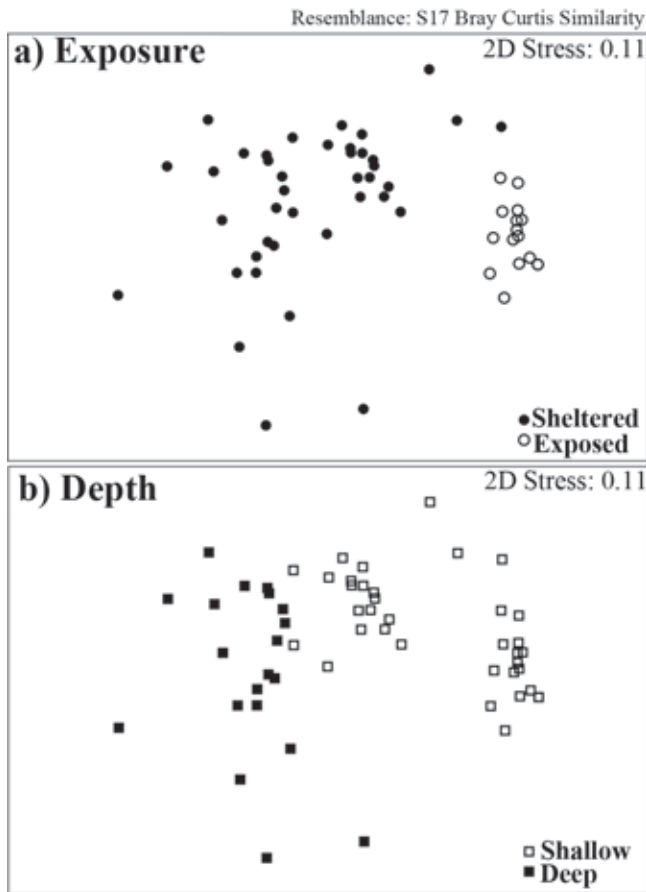 Resemblance: S17 Bray Curtis Similarity
a) Exposure 2D Stress: 0.11
Sheltered
Exposed
b) Depth 2D Stress: 0.11
Shallow
Deep